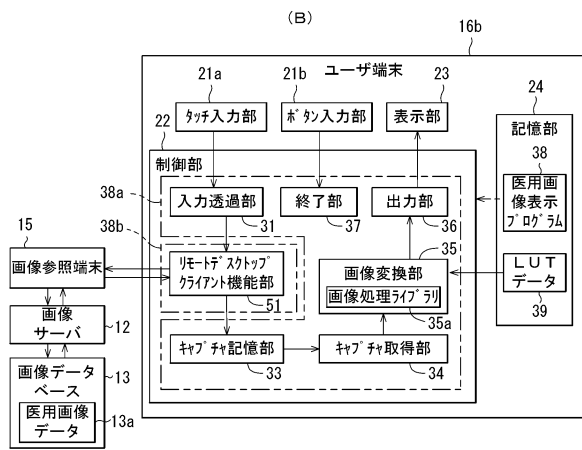 (B)
16b
ユーザ端末
21a
21b
23
24
ﾀｯﾁ入力部
ﾎﾞﾀﾝ入力部
表示部
記憶部
22
制御部
38
医用画
像表示
ﾌﾟﾛｸﾞﾗﾑ
38a
入力透過部
終了部
出力部
31
37
36
15
38b
35
画像参照端末
ﾘﾓｰﾄﾃﾞｽｸﾄｯﾌﾟ
ｸﾗｲｱﾝﾄ機能部
51
画像変換部
画像処理ﾗｲﾌﾞﾗﾘ
35a
LUT
データ
39
画像
サーバ
12
ｷｬﾌﾟﾁｬ記憶部
33
ｷｬﾌﾟﾁｬ取得部
34
画像データ
ベース
13
医用画像
データ
13a